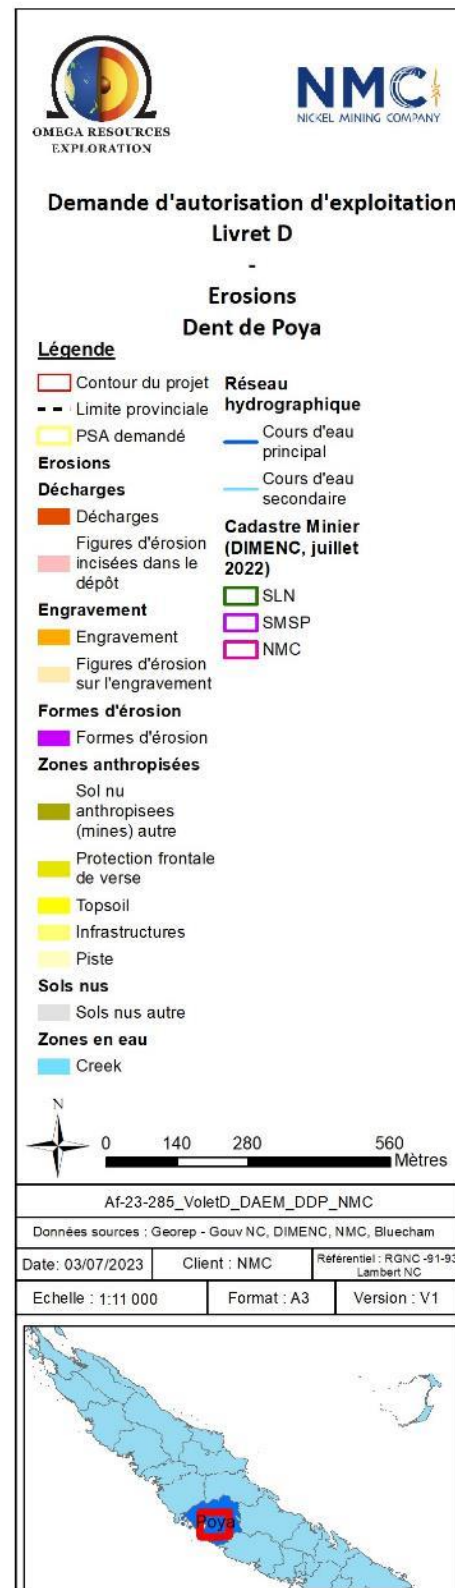 OMEGA RESOURCES
EXPLORATION
NMC
NICKEL MINING COMPANY
Demande d'autorisation d'exploitation
Livret D
-
Erosions
Dent de Poya
Légende
Contour du projet
Limite provinciale
PSA demandé
Erosions
Décharges
Décharges
Figures d'érosion
incisées dans le
dépôt
Engravement
Engravement
Figures d'érosion
sur l'engravement
Formes d'érosion
Formes d'érosion
Zones anthropisées
Sol nu
anthropisees
(mines) autre
Protection frontale
de verse
Topsoil
Infrastructures
Piste
Sols nus
Sols nus autre
Zones en eau
Creek
Réseau
hydrographique
Cours d'eau
principal
Cours d'eau
secondaire
Cadastre Minier
(DIMENC, juillet
2022)
SLN
SMSP
NMC
N
0 140 280 560
Mètres
Af-23-285_VoletD_DAEM_DDP_NMC
Données sources : Georep - Gouv NC, DIMENC, NMC, Bluecham
Date: 03/07/2023
Client : NMC
Référentiel : RGNC -91-93
Lambert NC
Echelle : 1:11 000
Format : A3
Version : V1
Poya